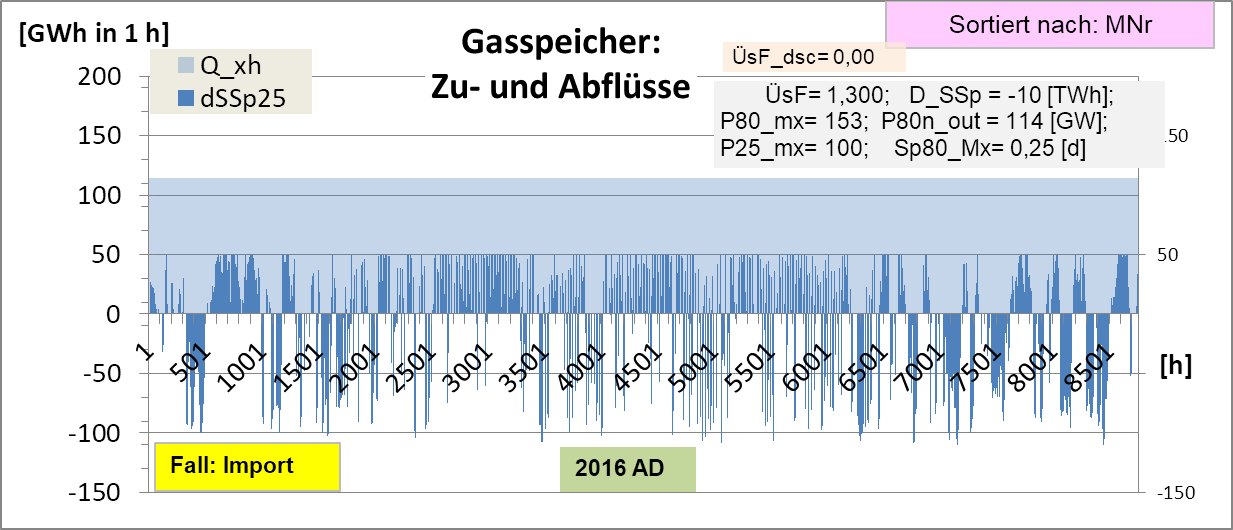 [GWh in 1 h]
Gasspeicher:
Zu- und Abflüsse
Sortiert nach: MNr
ÜsF_dsc= 0,00
Q_xh
dSSp25
ÜsF= 1,300; D_SSp = -10 [TWh];
P80_mx= 153; P80n_out = 114 [GW];
P25_mx= 100; Sp80_Mx= 0,25 [d]
200
150
100
50
0
-50
-100
-150
50
50
-150
1
501
1001
1501
2001
2501
3001
3501
4001
4501
5001
5501
6001
6501
7001
7501
8001
8501
[h]
Fall: Import
2016 AD